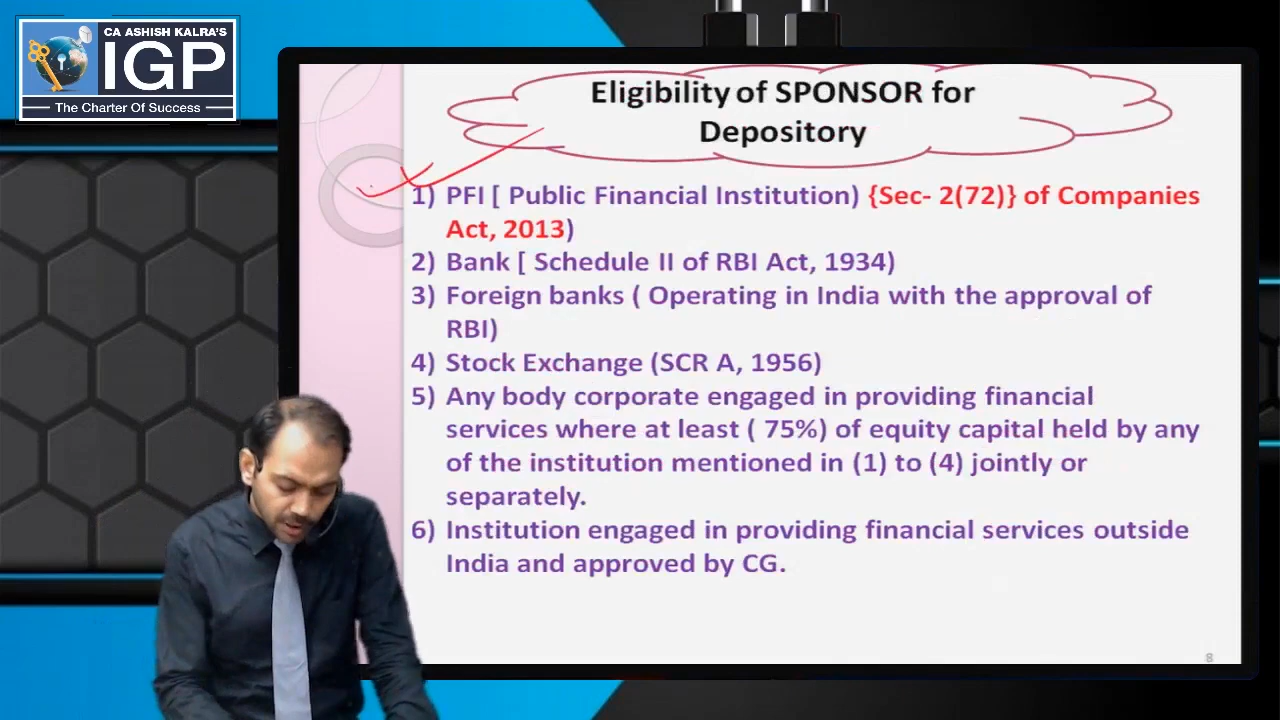 CA ASHISH KALRA'S
IGP
The Charter Of Success
Eligibility of SPONSOR for
Depository
1) PFI [ Public Financial Institution) {Sec- 2(72)} of Companies
Act, 2013)
2) Bank [ Schedule II of RBI Act, 1934)
3) Foreign banks ( Operating in India with the approval of
RBI)
4) Stock Exchange (SCR A, 1956)
5) Any body corporate engaged in providing financial
services where at least ( 75%) of equity capital held by any
of the institution mentioned in (1) to (4) jointly or
separately.
6) Institution engaged in providing financial services outside
India and approved by CG.
8